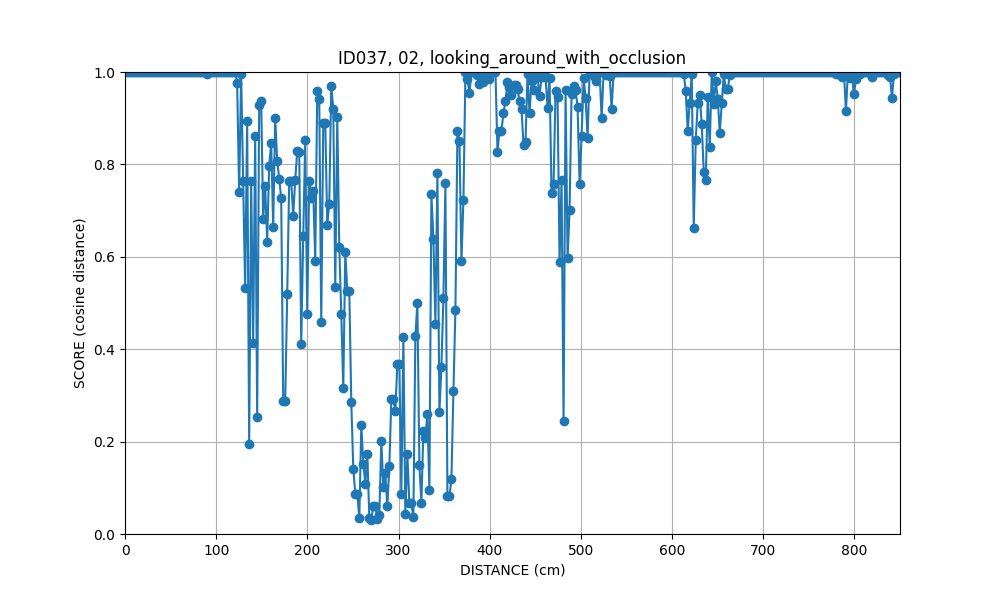 ID037, 02, looking_around_with_occlusion
1.0
0.8
0.6
0.4
0.2
0.0
SCORE (cosine distance)
0 100 200 300 400 500 600 700 800
DISTANCE (cm)